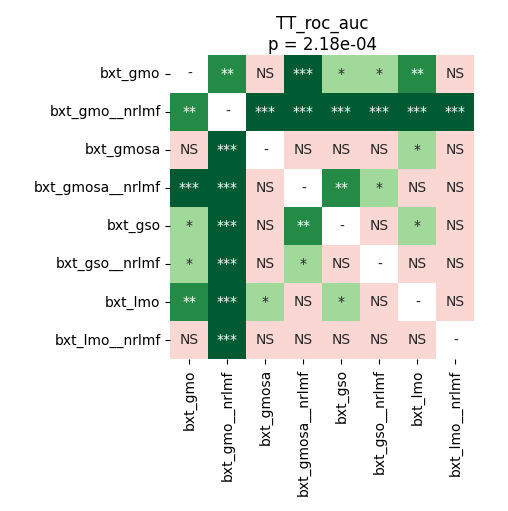 TT_roc_auc
p = 2.18e-04
bxt_gmo - ** NS *** * * ** NS
bxt_gmo__nrlmf ** - *** *** *** *** *** ***
bxt_gmosa NS *** - NS NS NS * NS
bxt_gmosa__nrlmf *** *** NS - ** * NS NS
bxt_gso * *** NS ** - NS * NS
bxt_gso__nrlmf * *** NS * NS - NS NS
bxt_lmo ** *** * NS * NS - NS
bxt_lmo__nrlmf NS *** NS NS NS NS NS -
bxt_gmo
bxt_gmo__nrlmf
bxt_gmosa
bxt_gmosa__nrlmf
bxt_gso
bxt_gso__nrlmf
bxt_lmo
bxt_lmo__nrlmf